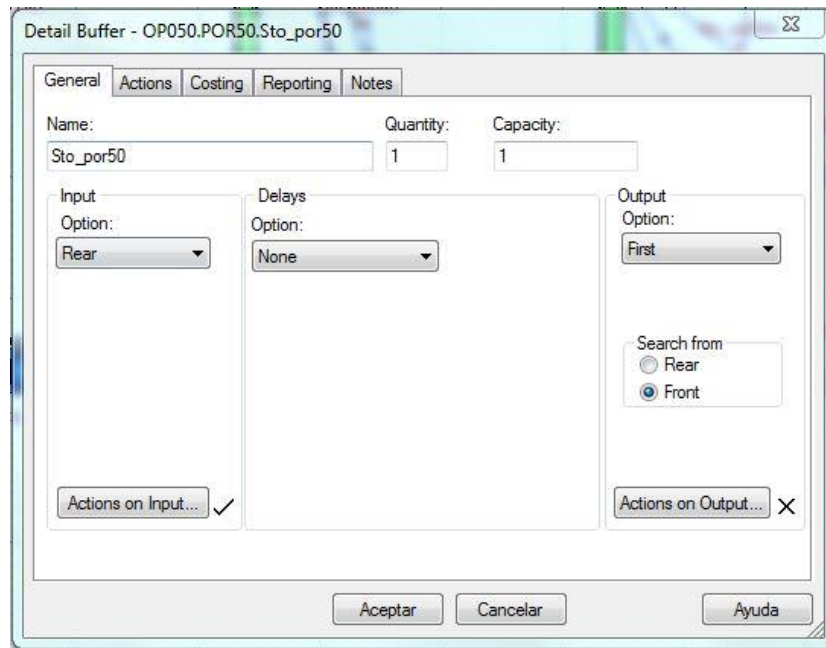 Detail Buffer - OP050.POR50.Sto_por50
General Actions Costing Reporting Notes
Name: Quantity: Capacity:
Sto_por50 1 1
Input Delays Output
Option: Option: Option:
Rear None First
Search from
Rear
Front
Actions on Input... Actions on Output...
Aceptar Cancelar Ayuda